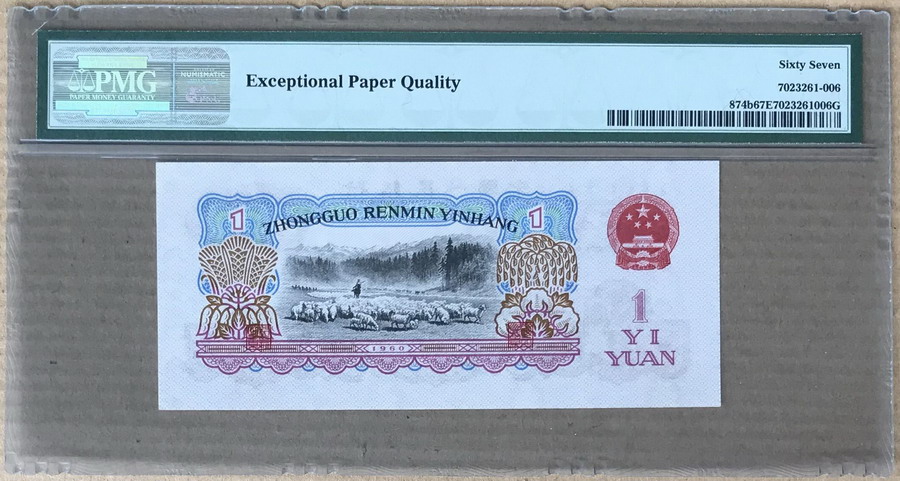 PMG
PAPER MONEY GUARANTY
NUMISMATIC
Exceptional Paper Quality
Sixty Seven
7023261-006
874b67E7023261006G
1
ZHONGGUO RENMIN YINHANG
1
1960
1
YI
YUAN